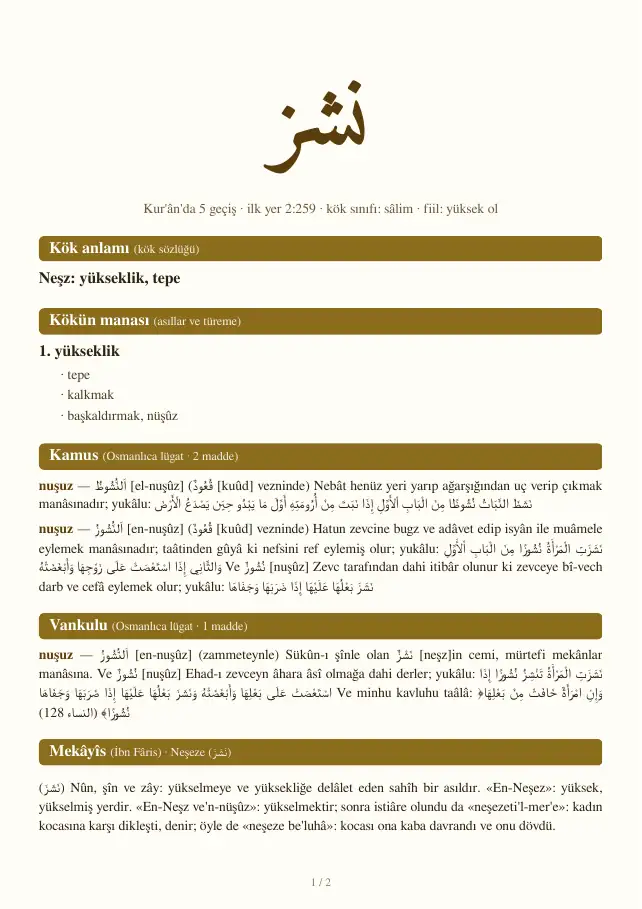 نشز
Kur'ân'da 5 geçiş · ilk yer 2:259 · kök sınıfı: sâlim · fiil: yüksek ol
Kök anlamı (kök sözlüğü)
Neşz: yükseklik, tepe
Kökün manası (asıllar ve türeme)
1. yükseklik
· tepe
· kalkmak
· başkaldırmak, nüşûz
Kamus (Osmanlıca lügat · 2 madde)
nuşuz — اَلنُّشُوطُ [el-nuşûz] (قُعُودٌ [kuûd] vezninde) Nebât henüz yeri yarıp ağarşığından uç verip çıkmak
manâsınadır; yukâlu: نَشَطَ النَّبَاتُ نُشُوطًا مِنَ الْبَابِ الْأَوَّلِ إِذَا نَبَتَ مِنْ أُرُومَتِهِ أَوَّلَ مَا يَبْدُو حِينَ يَصْدَعُ الْأَرْضَ
nuşuz — اَلنُّشُوزُ [en-nuşûz] (قُعُودٌ [kuûd] vezninde) Hatun zevcine bugz ve adâvet edip isyân ile muâmele
eylemek manâsınadır; taâtinden gûyâ ki nefsini ref eylemiş olur; yukâlu: نَشَزَتِ الْمَرْأَةُ نُشُوزًا مِنَ الْبَابِ الْأَوَّلِ
وَالثَّانِي إِذَا اسْتَعْصَتْ عَلَى زَوْجِهَا وَأَبْغَضَتْهُ Ve نُشُوزٌ [nuşûz] Zevc tarafından dahi itibâr olunur ki zevceye bî-vech
darb ve cefâ eylemek olur; yukâlu: نَشَزَ بَعْلُهَا عَلَيْهَا إِذَا ضَرَبَهَا وَجَفَاهَا
Vankulu (Osmanlıca lügat · 1 madde)
nuşuz — اَلنُّشُوزُ [en-nuşûz] (zammeteynle) Sükûn-ı şînle olan نَشْزٌ [neşz]in cemi, mürtefi mekânlar
manâsına. Ve نُشُوزٌ [nuşûz] Ehad-ı zevceyn âhara âsî olmağa dahi derler; yukâlu: نَشَزَتِ الْمَرْأَةُ تَنْشِزُ نُشُوزًا إِذَا
اسْتَعْصَتْ عَلَى بَعْلِهَا وَأَبْغَضَتْهُ وَنَشَزَ بَعْلُهَا عَلَيْهَا إِذَا ضَرَبَهَا وَجَفَاهَا Ve minhu kavluhu taâlâ: ﴿وَإِنِ امْرَأَةٌ خَافَتْ مِنْ بَعْلِهَا
نُشُوزًا﴾ (النساء 128)
Mekâyîs (İbn Fâris) · Neşeze (نَشَزَ)
(نَشَزَ) Nûn, şîn ve zây: yükselmeye ve yüksekliğe delâlet eden sahîh bir asıldır. «En-Neşez»: yüksek,
yükselmiş yerdir. «En-Neşz ve'n-nüşûz»: yükselmektir; sonra istiâre olundu da «neşezeti'l-mer'e»: kadın
kocasına karşı dikleşti, denir; öyle de «neşeze be'luhâ»: kocası ona kaba davrandı ve onu dövdü.
1 / 2